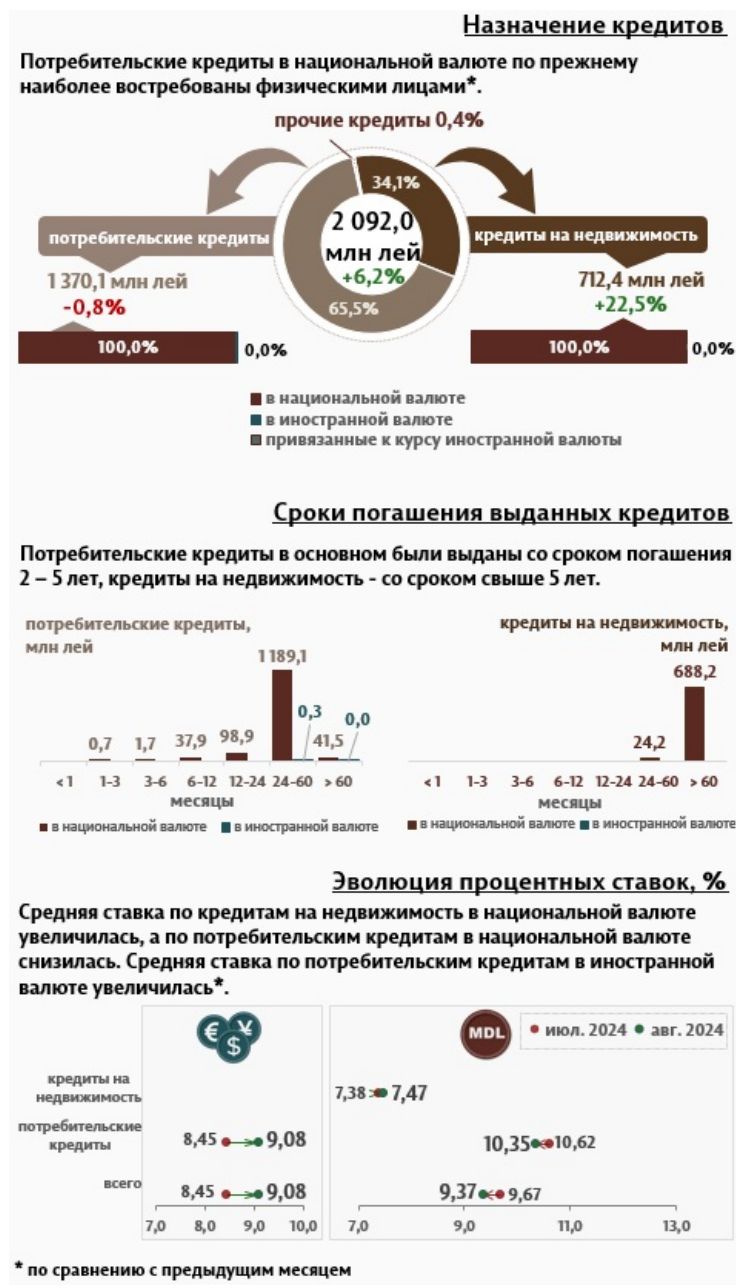 Назначение кредитов
Потребительские кредиты в национальной валюте по прежнему
наиболее востребованы физическими лицами*.
прочие кредиты 0,4%
34,1%
2 092,0
млн лей
+6,2%
65,5%
потребительские кредиты
1 370,1 млн лей
-0,8%
100,0%
0,0%
кредиты на недвижимость
712,4 млн лей
+22,5%
100,0%
0,0%
в национальной валюте
в иностранной валюте
привязанные к курсу иностранной валюты
Сроки погашения выданных кредитов
Потребительские кредиты в основном были выданы со сроком погашения
2 – 5 лет, кредиты на недвижимость - со сроком свыше 5 лет.
потребительские кредиты,
млн лей
0,7 1,7 37,9 98,9 1 189,1 0,3 41,5 0,0
< 1 1-3 3-6 6-12 12-24 24-60 > 60
месяцы
в национальной валюте в иностранной валюте
кредиты на недвижимость,
млн лей
24,2 688,2
< 1 1-3 3-6 6-12 12-24 24-60 > 60
месяцы
в национальной валюте в иностранной валюте
Эволюция процентных ставок, %
Средняя ставка по кредитам на недвижимость в национальной валюте
увеличилась, а по потребительским кредитам в национальной валюте
снизилась. Средняя ставка по потребительским кредитам в иностранной
валюте увеличилась*.
€ ¥ $
MDL
июл. 2024 авг. 2024
кредиты на
недвижимость
7,38 7,47
потребительские
кредиты
8,45 9,08
10,35 10,62
всего
8,45 9,08
9,37 9,67
7,0 8,0 9,0 10,0
7,0 9,0 11,0 13,0
* по сравнению с предыдущим месяцем